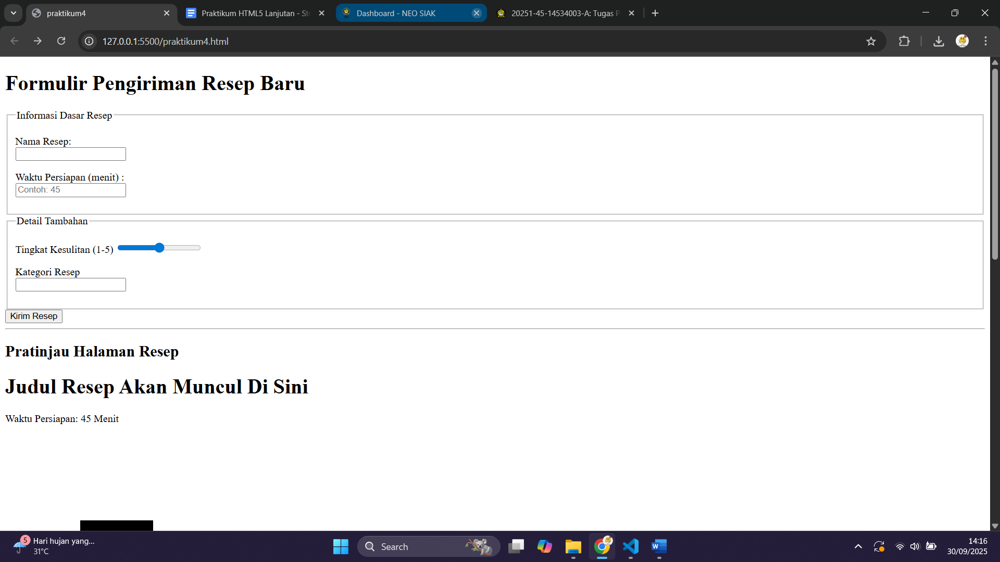 praktikum4
Praktikum HTML5 Lanjutan - St
Dashboard - NEO SIAK
20251-45-14534003-A: Tugas P
127.0.0.1:5500/praktikum4.html
Formulir Pengiriman Resep Baru
Informasi Dasar Resep
Nama Resep:
Waktu Persiapan (menit) :
Contoh: 45
Detail Tambahan
Tingkat Kesulitan (1-5)
Kategori Resep
Kirim Resep
Pratinjau Halaman Resep
Judul Resep Akan Muncul Di Sini
Waktu Persiapan: 45 Menit
5
Hari hujan yang...
31°C
Search
14:16
30/09/2025